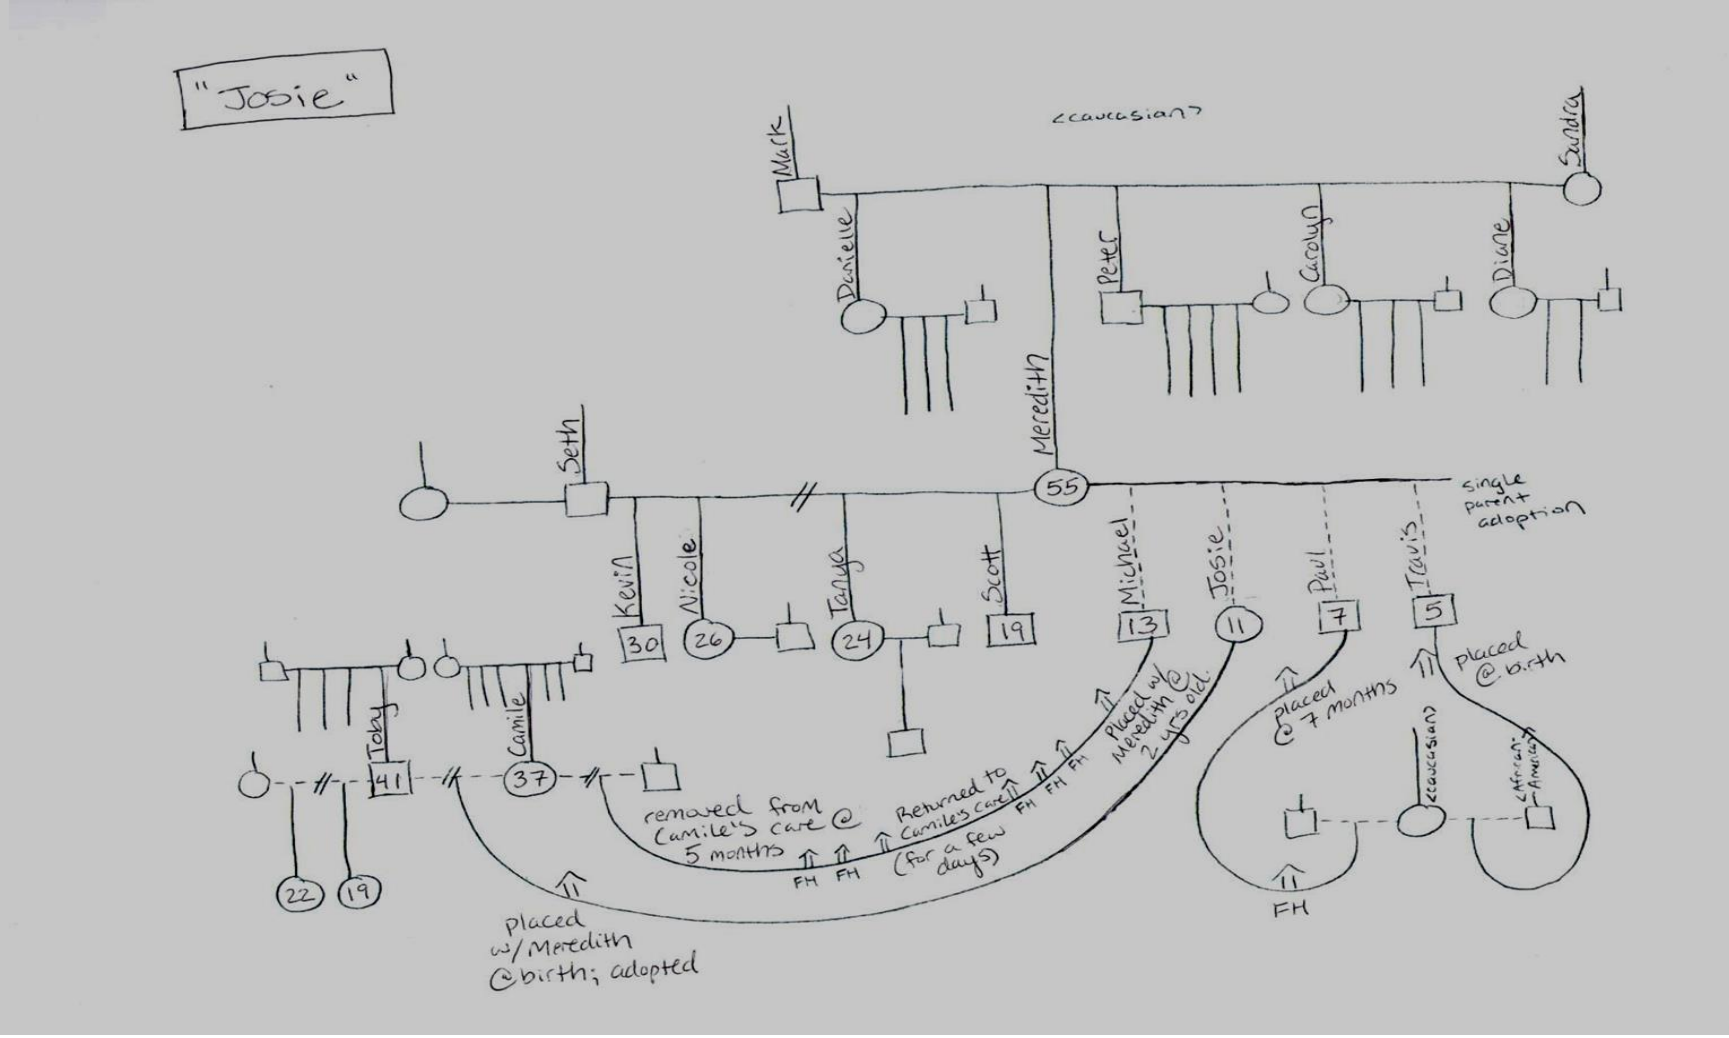 "Josie"
<caucasian>
Mark
Sandra
Danielle
Peter
Carolyn
Diane
Meredith
Seth
55
single
parent
adoption
Kevin
Nicole
Tanya
Scott
Michael
Josie
Paul
Travis
30
26
24
19
13
11
7
5
Toby
Camile
41
37
22
19
placed
@ birth
placed
@ 7 months
Placed w/
Meredith @
2 yrs old.
<caucasian>
<African-
American>
removed from
Camile's care @
5 months
Returned to
Camile's care
(for a few
days)
FH
FH
FH
FH
FH
FH
placed
w/Meredith
@birth; adopted